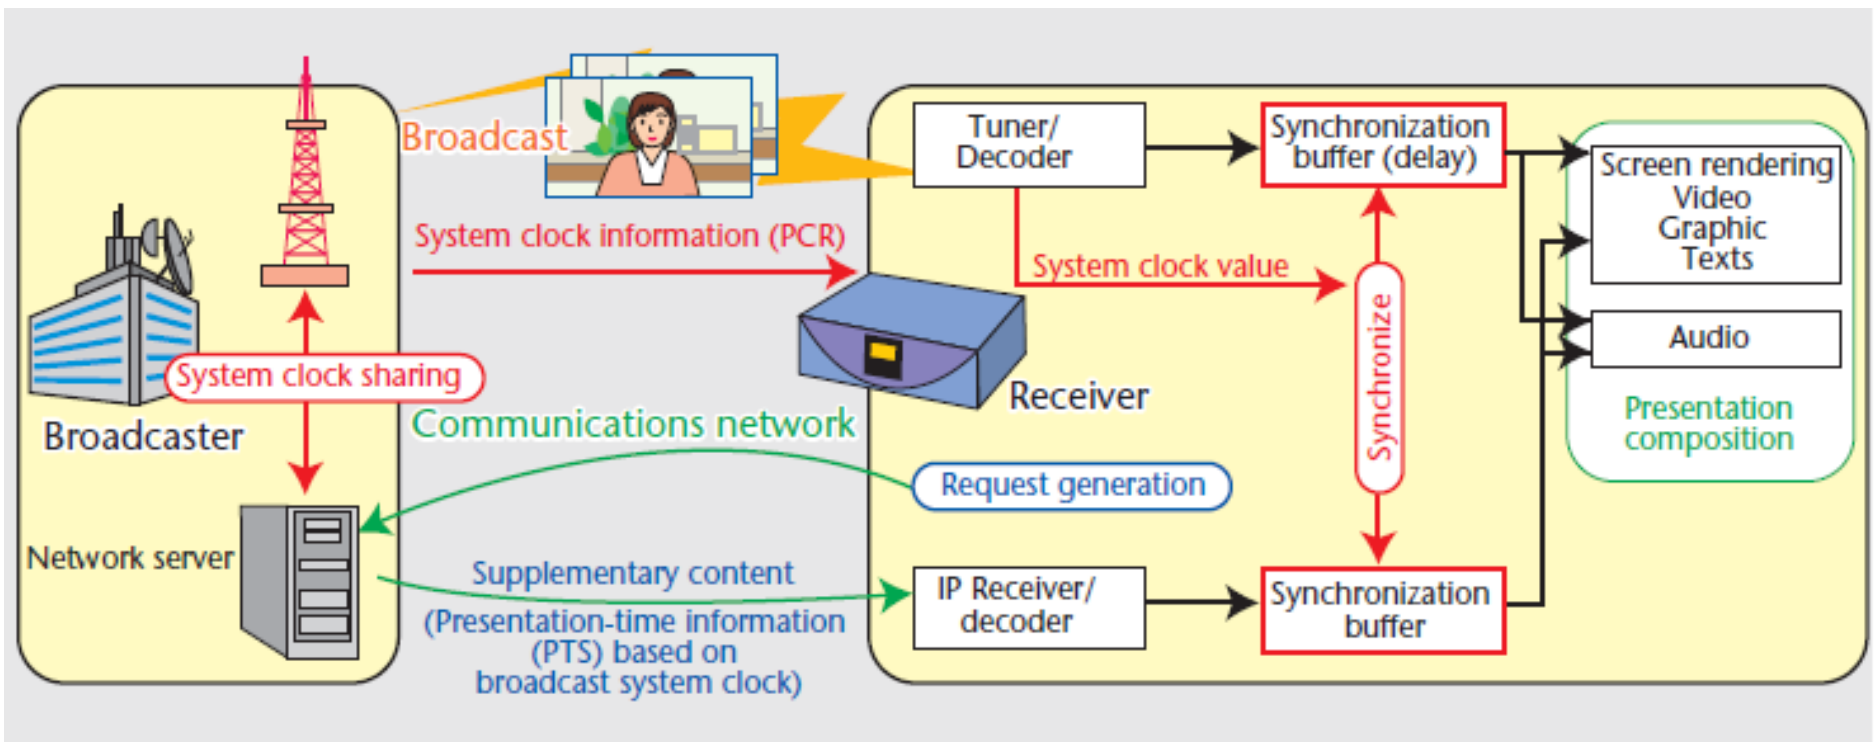 Broadcast
System clock information (PCR)
System clock sharing
Broadcaster
Communications network
Network server
Supplementary content
(Presentation-time information
(PTS) based on
broadcast system clock)
Receiver
Tuner/
Decoder
Synchronization
buffer (delay)
System clock value
Synchronize
Request generation
IP Receiver/
decoder
Synchronization
buffer
Screen rendering
Video
Graphic
Texts
Audio
Presentation
composition